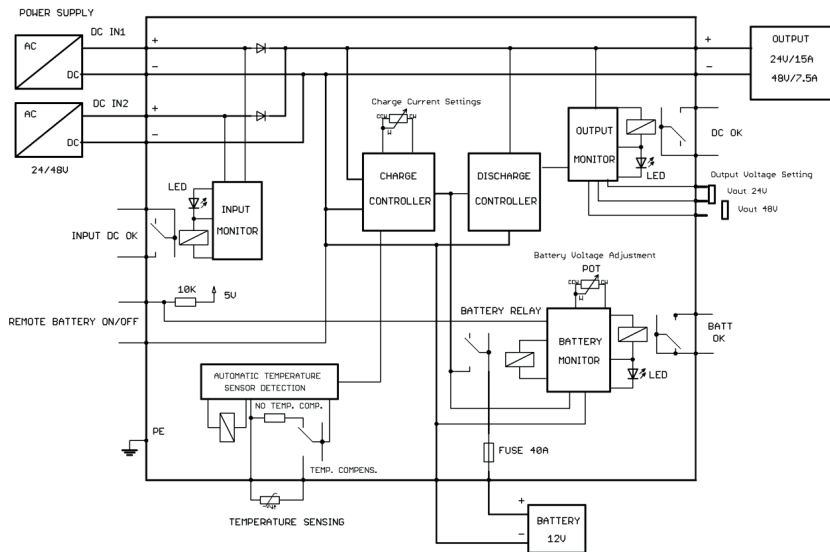 POWER SUPPLY
AC
DC
DC IN1
+
-
AC
DC
DC IN2
+
-
24/48V
+
-
OUTPUT
24V/15A
48V/7.5A
Charge Current Settings
CCW
CW
W
CHARGE
CONTROLLER
DISCHARGE
CONTROLLER
OUTPUT
MONITOR
LED
DC OK
Output Voltage Setting
Vout 24V
Vout 48V
LED
INPUT
MONITOR
INPUT DC OK
10K
5V
REMOTE BATTERY ON/OFF
Battery Voltage Adjustment
POT
CCW
CW
W
BATTERY RELAY
BATTERY
MONITOR
LED
BATT
OK
AUTOMATIC TEMPERATURE
SENSOR DETECTION
NO TEMP. COMP.
TEMP. COMPENS.
PE
FUSE 40A
TEMPERATURE SENSING
+
-
BATTERY
12V